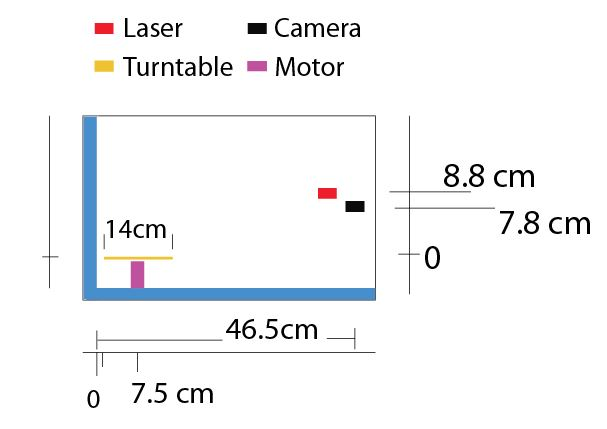 Laser
Camera
Turntable
Motor
8.8 cm
7.8 cm
14cm
0
46.5cm
0
7.5 cm